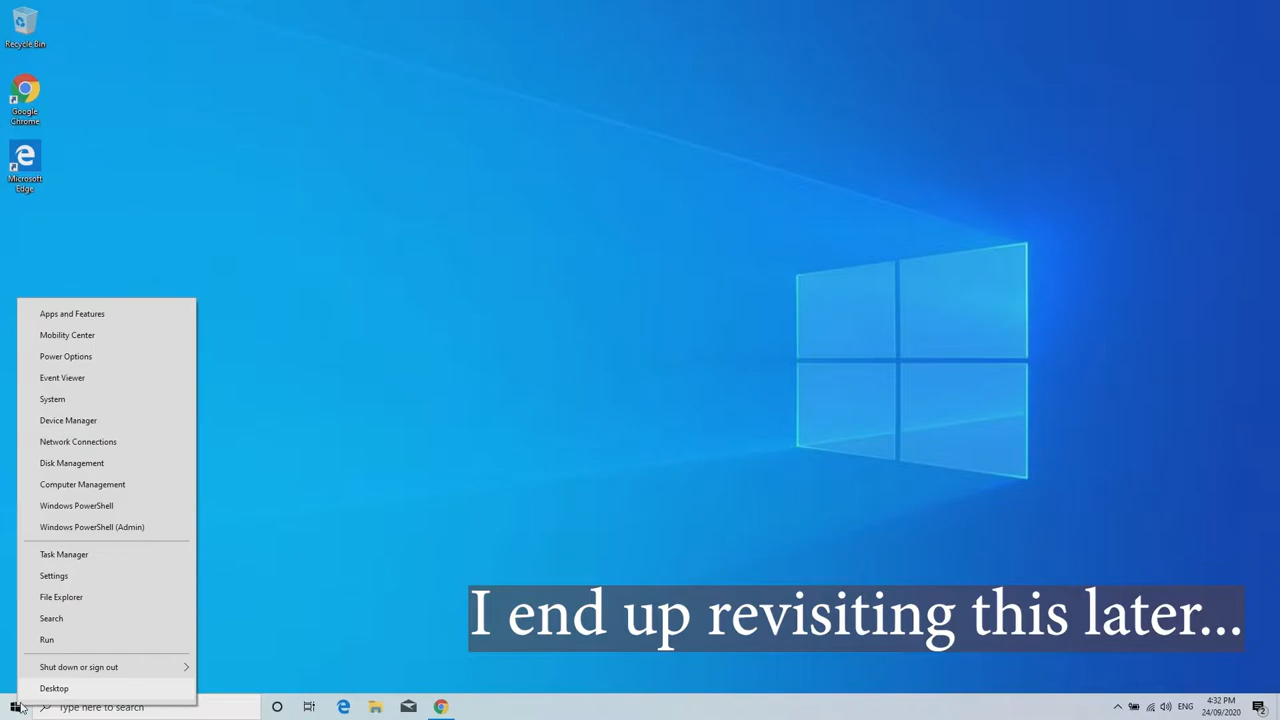 Recycle Bin
Google
Chrome
Microsoft
Edge
Apps and Features
Mobility Center
Power Options
Event Viewer
System
Device Manager
Network Connections
Disk Management
Computer Management
Windows PowerShell
Windows PowerShell (Admin)
Task Manager
Settings
File Explorer
Search
Run
Shut down or sign out
Desktop
I end up revisiting this later...
Type here to search
ENG
4:32 PM
24/09/2020
2